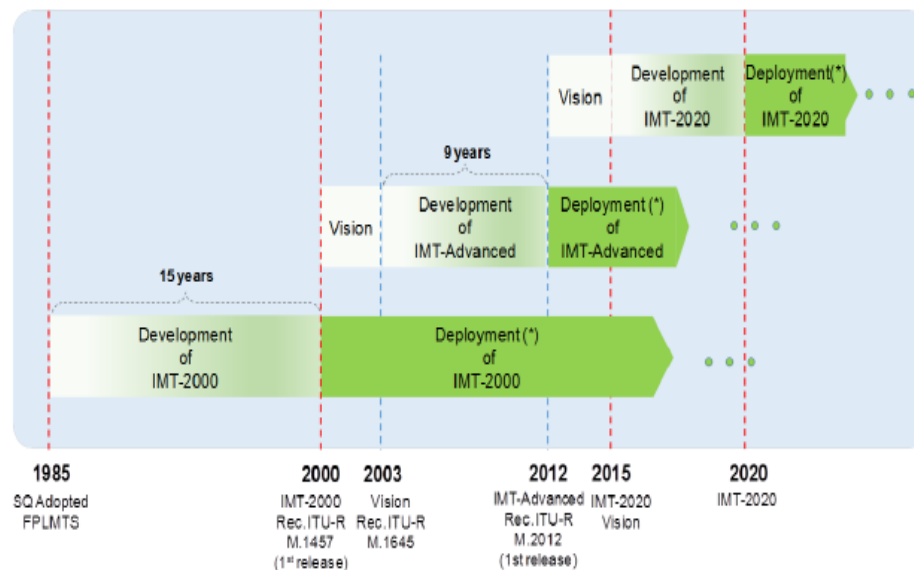 Vision
Development
of
IMT-2020
Deployment(*)
of
IMT-2020
9 years
Vision
Development
of
IMT-Advanced
Deployment (*)
of
IMT-Advanced
15 years
Development
of
IMT-2000
Deployment (*)
of
IMT-2000
1985
SQ Adopted
FPLMTS
2000
IMT-2000
Rec.ITU-R
M.1457
(1st release)
2003
Vision
Rec.ITU-R
M.1645
2012
IMT-Advanced
Rec.ITU-R
M.2012
(1st release)
2015
IMT-2020
Vision
2020
IMT-2020